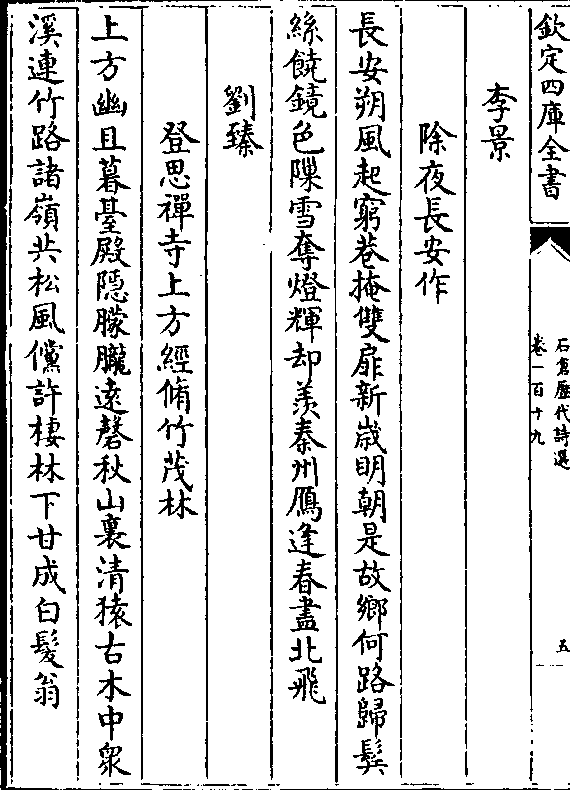 欽定四庫全書
石倉歷代詩選
卷一百十九
五
李景
除夜長安作
長安朔風起窮巷掩雙扉新歲明朝是故鄉何路歸鬂
絲饒鏡色隟雪奪燈輝却羨秦州鴈逢春盡北飛
劉臻
登思禪寺上方經脩竹茂林
上方幽且暮臺殿隱朦朧遠磬秋山裏清猿古木中衆
溪連竹路諸嶺共松風儻許棲林下甘成白髪翁